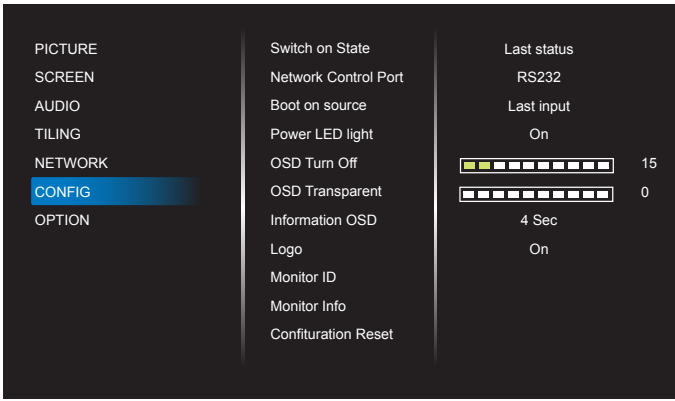 PICTURE Switch on State Last status
SCREEN Network Control Port RS232
AUDIO Boot on source Last input
TILING Power LED light On
NETWORK OSD Turn Off 15
CONFIG OSD Transparent 0
OPTION Information OSD 4 Sec
Logo On
Monitor ID
Monitor Info
Confituration Reset